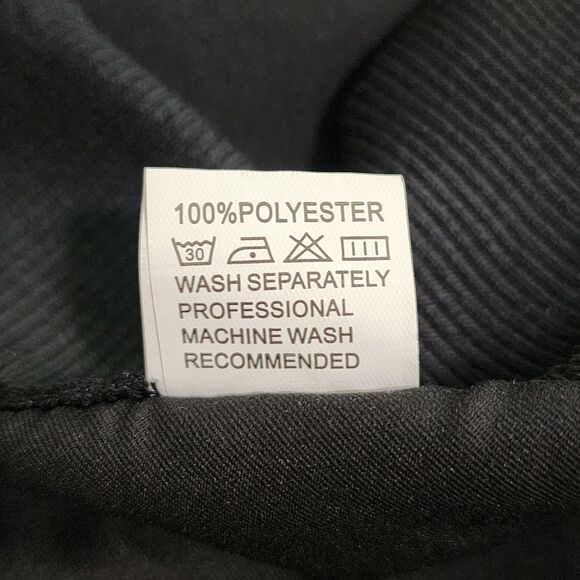 100%POLYESTER
30
WASH SEPARATELY
PROFESSIONAL
MACHINE WASH
RECOMMENDED